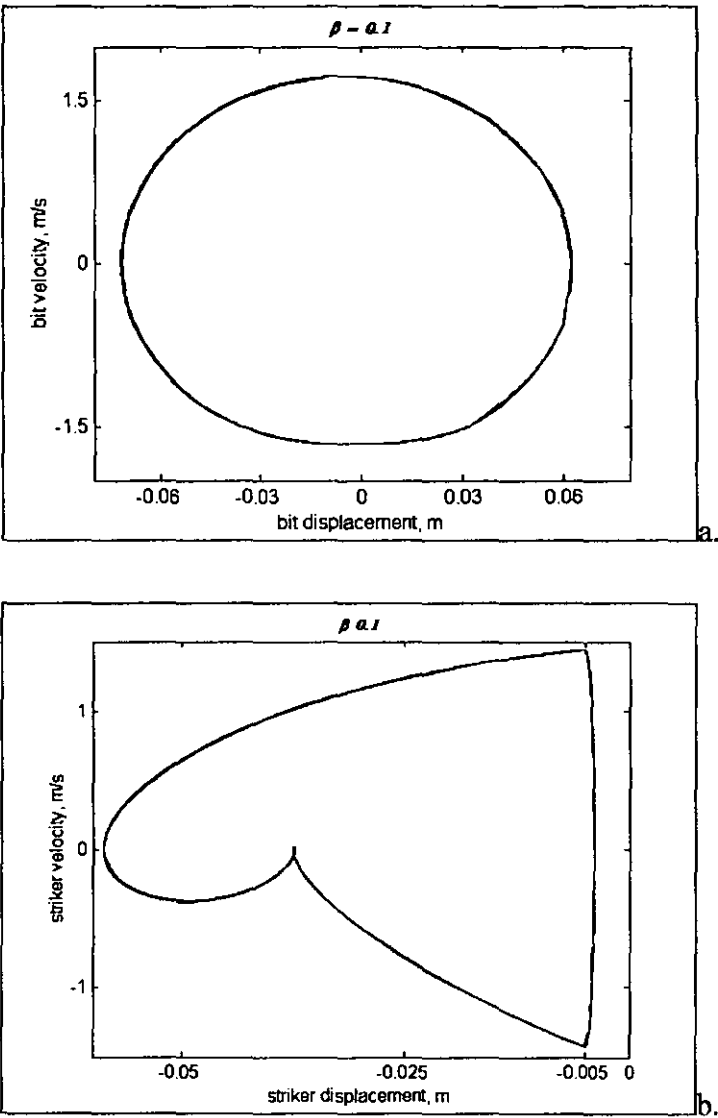 β = 0.1
1.5
0
-1.5
bit velocity, m/s
-0.06
-0.03
0
0.03
0.06
bit displacement, m
a.
β 0.1
1
0
-1
striker velocity, m/s
-0.05
-0.025
-0.005
0
striker displacement, m
b.